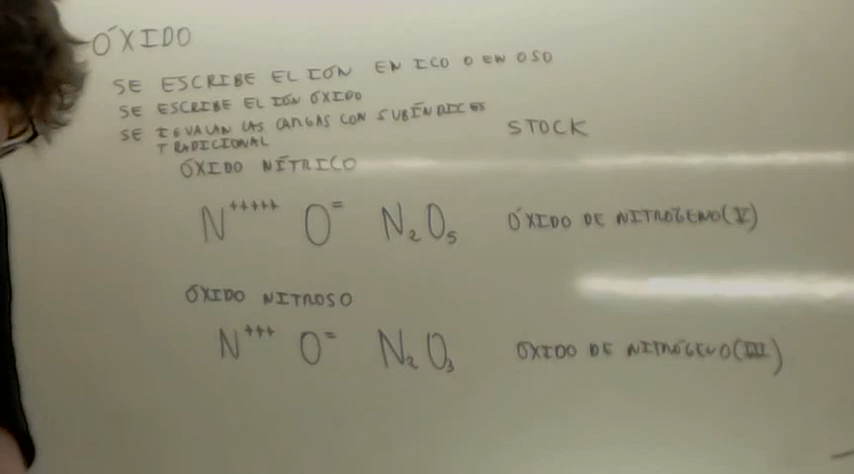 ÓXIDO
SE ESCRIBE EL IÓN EN ICO O EN OSO
SE ESCRIBE EL IÓN ÓXIDO
SE IGUALAN LAS CARGAS CON SUBÍNDICES
TRADICIONAL
STOCK
ÓXIDO NÍTRICO
N⁺⁺⁺⁺⁺ O⁼ N₂O₅ ÓXIDO DE NITRÓGENO(V)
ÓXIDO NITROSO
N⁺⁺⁺ O⁼ N₂O₃ OXIDO DE NITRÓGENO(III)